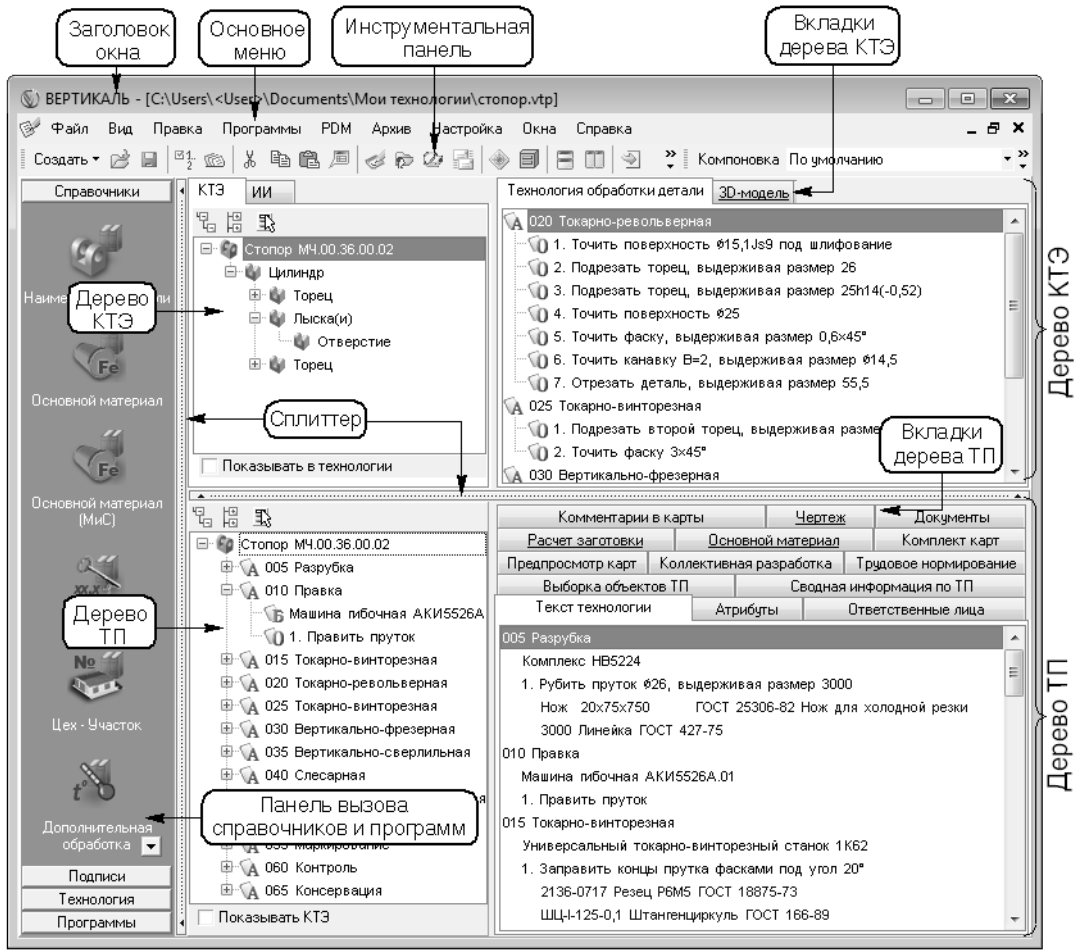 Заголовок
окна
Основное
меню
Инструментальная
панель
Вкладки
дерева КТЭ
ВЕРТИКАЛЬ - [C:\Users\<User>\Documents\Мои технологии\стопор.vtp]
Файл Вид Правка Программы PDM Архив Настройка Окна Справка
Создать Компоновка По умолчанию
Справочники
Дерево
КТЭ
Основной материал
Основной материал
(МиС)
Дерево
ТП
Цех - Участок
Дополнительная
обработка
Подписи
Технология
Программы
КТЭ ИИ
Стопор МЧ.00.36.00.02
Цилиндр
Торец
Лыска(и)
Отверстие
Торец
Сплиттер
Показывать в технологии
Технология обработки детали 3D-модель
020 Токарно-револьверная
1. Точить поверхность ø15,1Js9 под шлифование
2. Подрезать торец, выдерживая размер 26
3. Подрезать торец, выдерживая размер 25h14(-0,52)
4. Точить поверхность ø25
5. Точить фаску, выдерживая размер 0,6×45°
6. Точить канавку B=2, выдерживая размер ø14,5
7. Отрезать деталь, выдерживая размер 55,5
025 Токарно-винторезная
1. Подрезать второй торец, выдерживая
2. Точить фаску 3×45°
030 Вертикально-фрезерная
Вкладки
дерева ТП
Дерево КТЭ
Стопор МЧ.00.36.00.02
005 Разрубка
010 Правка
Машина гибочная АКИ5526А
1. Править пруток
015 Токарно-винторезная
020 Токарно-револьверная
025 Токарно-винторезная
030 Вертикально-фрезерная
035 Вертикально-сверлильная
040 Слесарная
Панель вызова
справочников и программ
060 Контроль
065 Консервация
Показывать КТЭ
Комментарии в карты Чертеж Документы
Расчет заготовки Основной материал Комплект карт
Предпросмотр карт Коллективная разработка Трудовое нормирование
Выборка объектов ТП Сводная информация по ТП
Текст технологии Атрибуты Ответственные лица
005 Разрубка
Комплекс НВ5224
1. Рубить пруток ø26, выдерживая размер 3000
Нож 20х75х750 ГОСТ 25306-82 Нож для холодной резки
3000 Линейка ГОСТ 427-75
010 Правка
Машина гибочная АКИ5526А.01
1. Править пруток
015 Токарно-винторезная
Универсальный токарно-винторезный станок 1К62
1. Заправить концы прутка фасками под угол 20°
2136-0717 Резец Р6М5 ГОСТ 18875-73
ШЦ-I-125-0,1 Штангенциркуль ГОСТ 166-89
Дерево ТП